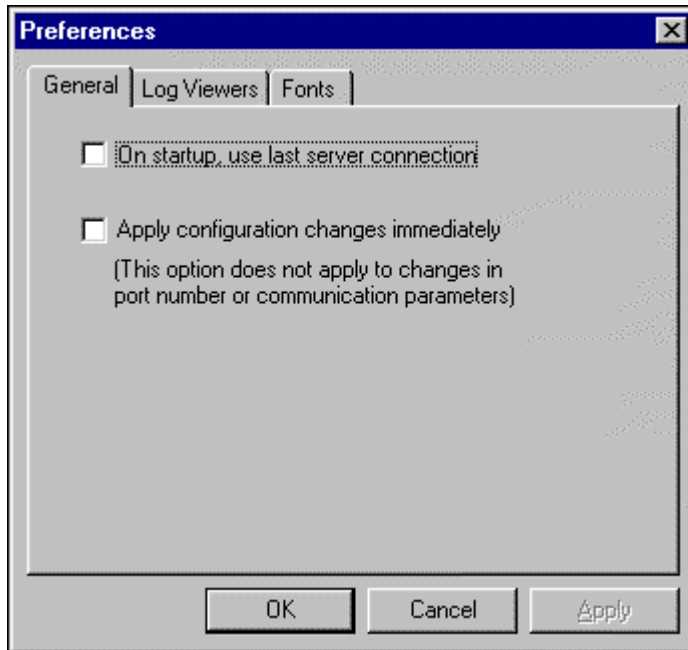 Preferences
General Log Viewers Fonts
On startup, use last server connection
Apply configuration changes immediately
(This option does not apply to changes in
port number or communication parameters)
OK Cancel Apply